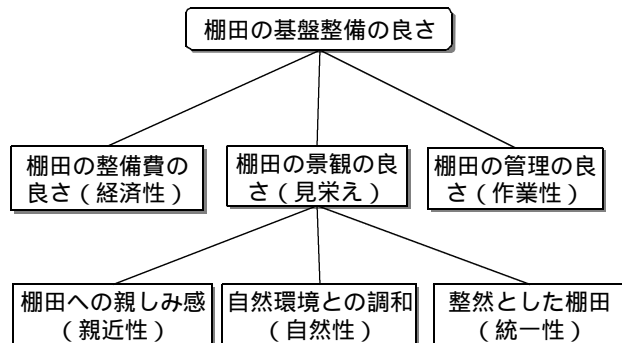 棚田の基盤整備の良さ
棚田の整備費の
良さ（経済性）
棚田の景観の良
さ（見栄え）
棚田の管理の良
さ（作業性）
棚田への親しみ感
（親近性）
自然環境との調和
（自然性）
整然とした棚田
（統一性）